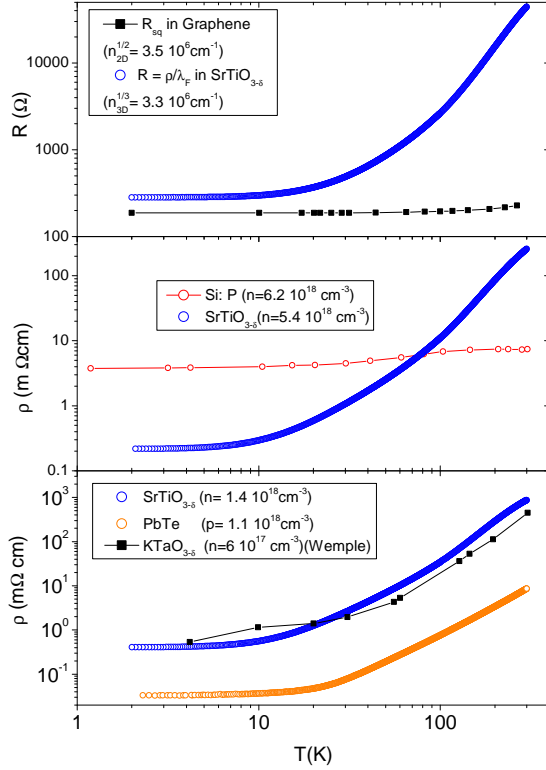 R_sq in Graphene
(n_2D^1/2 = 3.5 10^6cm^-1)
R = ρ/λ_F in SrTiO_3-δ
(n_3D^1/3 = 3.3 10^6cm^-1)
R (Ω)
10000
1000
100
Si: P (n=6.2 10^18 cm^-3)
SrTiO_3-δ(n=5.4 10^18 cm^-3)
ρ (m Ωcm)
100
10
1
0.1
SrTiO_3-δ (n= 1.4 10^18cm^-3)
PbTe (p= 1.1 10^18cm^-3)
KTaO_3-δ (n=6 10^17 cm^-3)(Wemple)
ρ (mΩ cm)
10^3
10^2
10^1
10^0
10^-1
1 10 100
T(K)